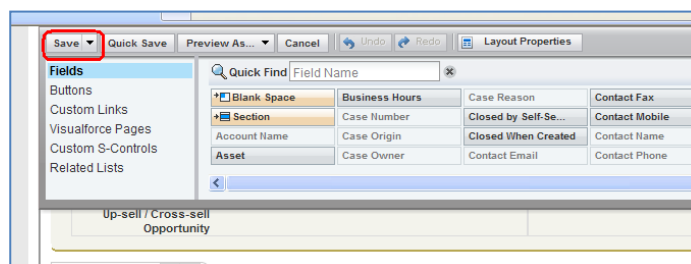 Save Quick Save Preview As... Cancel Undo Redo Layout Properties
Fields
Buttons
Custom Links
Visualforce Pages
Custom S-Controls
Related Lists
Quick Find Field Name
Blank Space Business Hours Case Reason Contact Fax
Section Case Number Closed by Self-Se... Contact Mobile
Account Name Case Origin Closed When Created Contact Name
Asset Case Owner Contact Email Contact Phone
Up-sell / Cross-sell
Opportunity